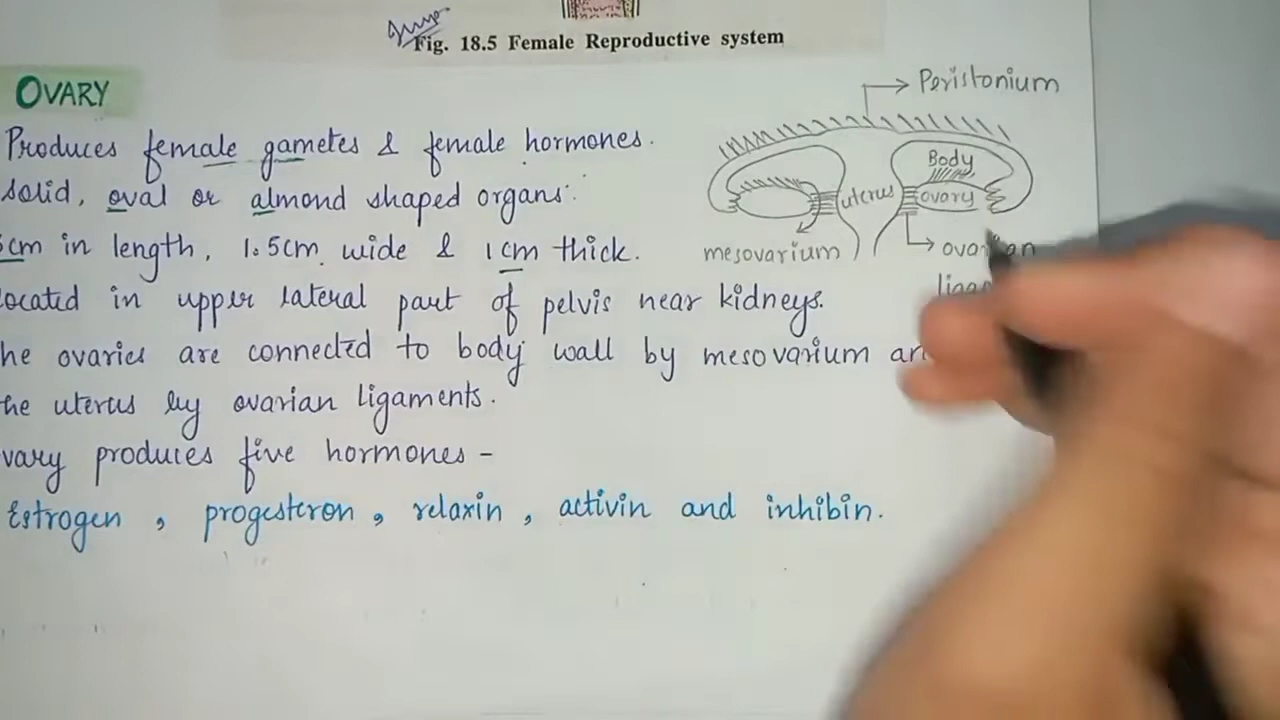 Imp
Fig. 18.5 Female Reproductive system
OVARY
Peristonium
Produces female gametes & female hormones.
solid, oval or almond shaped organs.
cm in length, 1.5cm wide & 1cm thick.
Body
uterus
ovary
mesovarium
ovarian
located in upper lateral part of pelvis near kidneys.
he ovaries are connected to body wall by mesovarium an
he uterus by ovarian ligaments.
vary produces five hormones -
Estrogen, progesteron, relaxin, activin and inhibin.